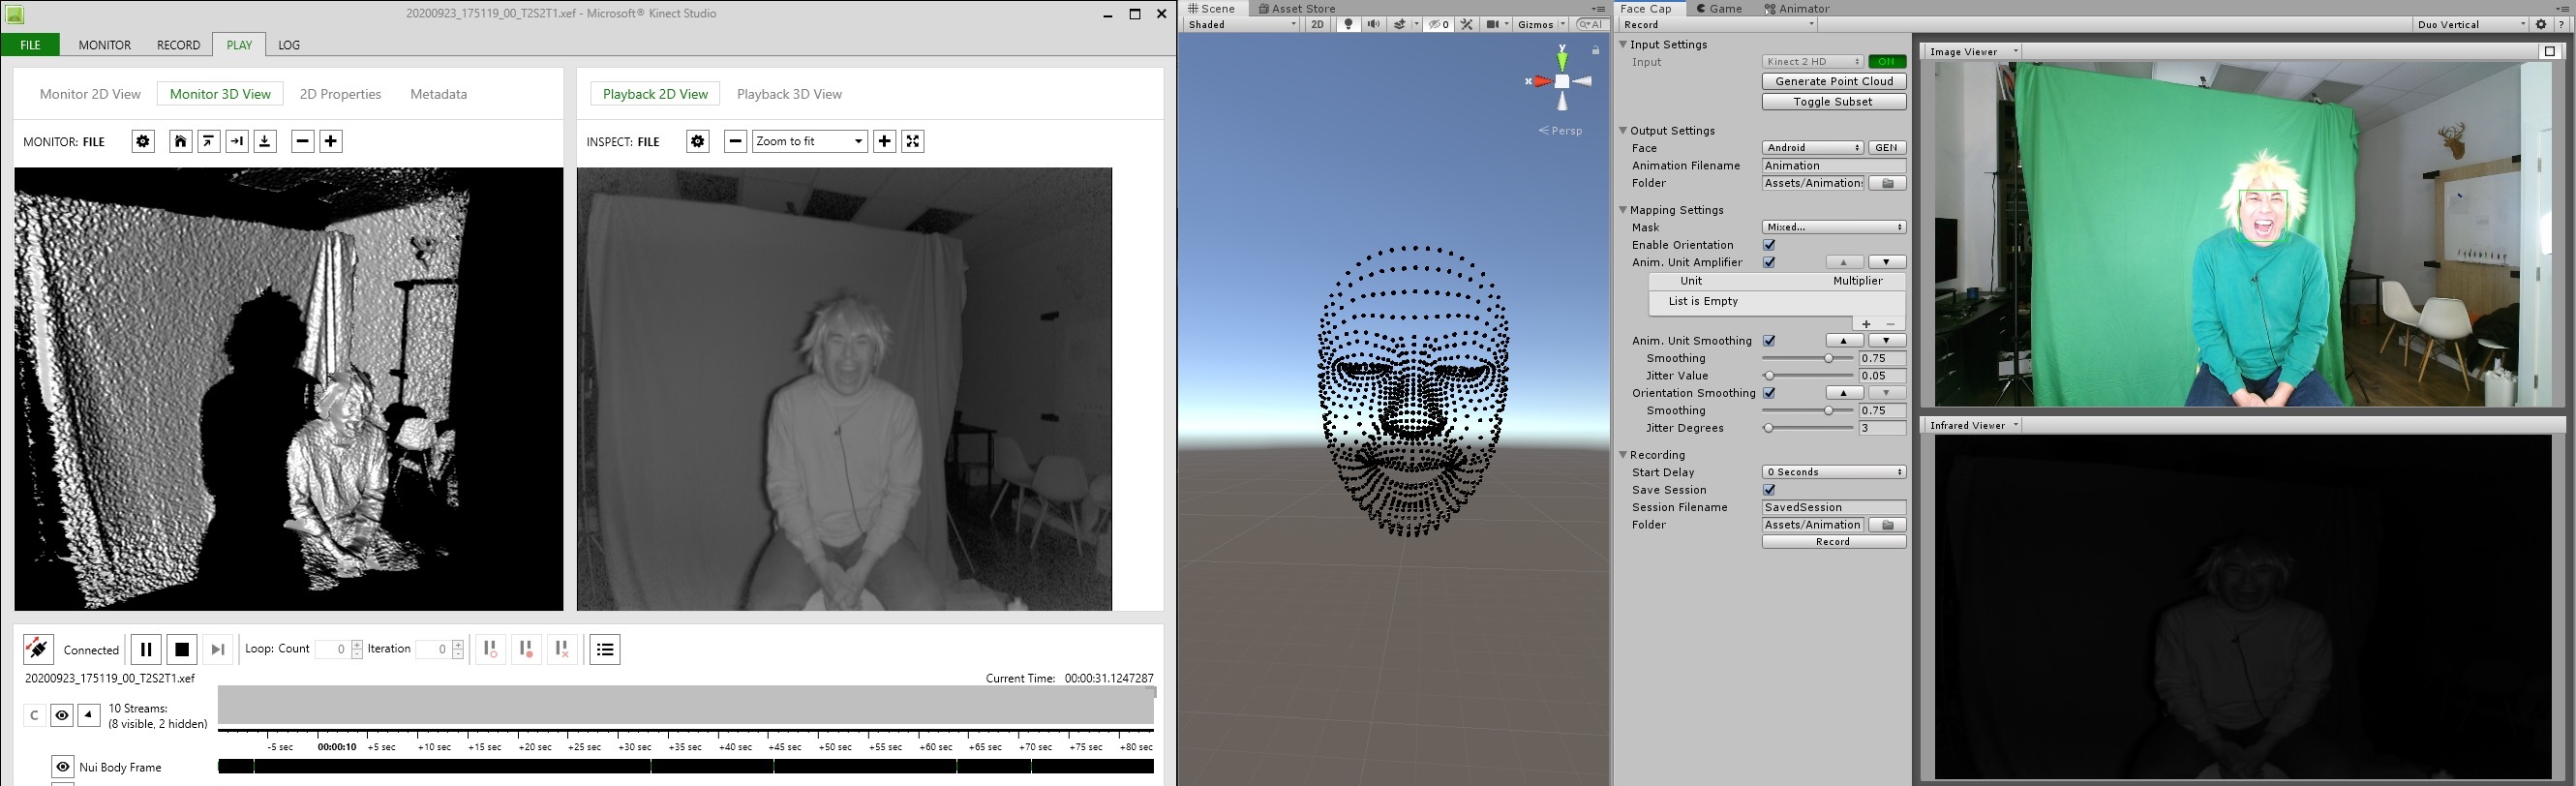 20200923_175119_00_T2S2T1.xef - Microsoft® Kinect Studio
FILE MONITOR RECORD PLAY LOG
Monitor 2D View Monitor 3D View 2D Properties Metadata
Playback 2D View Playback 3D View
MONITOR: FILE
INSPECT: FILE Zoom to fit
Connected Loop: Count 0 Iteration 0
20200923_175119_00_T2S2T1.xef
Current Time: 00:00:31.1247287
C 10 Streams:
(8 visible, 2 hidden)
-5 sec 00:00:10 +5 sec +10 sec +15 sec +20 sec +25 sec +30 sec +35 sec +40 sec +45 sec +50 sec +55 sec +60 sec +65 sec +70 sec +75 sec +80 sec
Nui Body Frame
Scene Asset Store
Shaded 2D 0 Gizmos All
y
x
Persp
Face Cap Game Animator
Record Duo Vertical
Input Settings
Input Kinect 2 HD ON
Generate Point Cloud
Toggle Subset
Output Settings
Face Android GEN
Animation Filename Animation
Folder Assets/Animation
Mapping Settings
Mask Mixed...
Enable Orientation
Anim. Unit Amplifier
Unit Multiplier
List is Empty
Anim. Unit Smoothing
Smoothing 0.75
Jitter Value 0.05
Orientation Smoothing
Smoothing 0.75
Jitter Degrees 3
Recording
Start Delay 0 Seconds
Save Session
Session Filename SavedSession
Folder Assets/Animation
Record
Image Viewer
Infrared Viewer